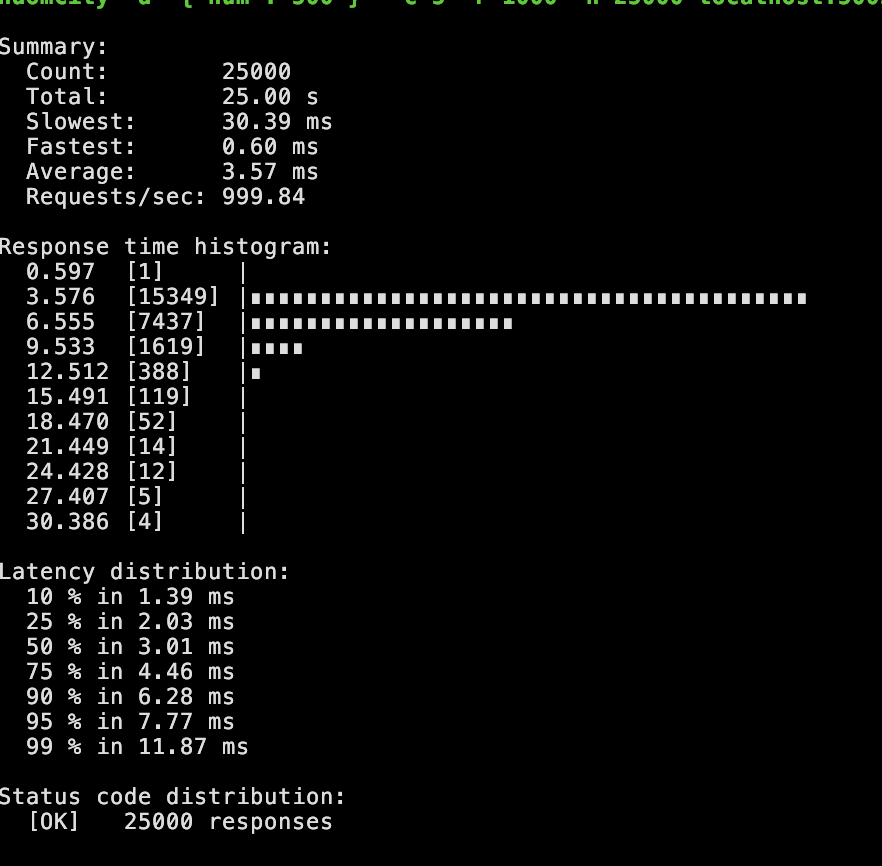 Summary:
  Count:        25000
  Total:        25.00 s
  Slowest:      30.39 ms
  Fastest:      0.60 ms
  Average:      3.57 ms
  Requests/sec: 999.84
Response time histogram:
  0.597  [1]     |
  3.576  [15349] |∎∎∎∎∎∎∎∎∎∎∎∎∎∎∎∎∎∎∎∎∎∎∎∎∎∎∎∎∎∎∎∎∎∎∎∎∎∎∎∎
  6.555  [7437]  |∎∎∎∎∎∎∎∎∎∎∎∎∎∎∎∎∎∎∎
  9.533  [1619]  |∎∎∎∎
  12.512 [388]   |∎
  15.491 [119]   |
  18.470 [52]    |
  21.449 [14]    |
  24.428 [12]    |
  27.407 [5]     |
  30.386 [4]     |
Latency distribution:
  10 % in 1.39 ms
  25 % in 2.03 ms
  50 % in 3.01 ms
  75 % in 4.46 ms
  90 % in 6.28 ms
  95 % in 7.77 ms
  99 % in 11.87 ms
Status code distribution:
  [OK]   25000 responses